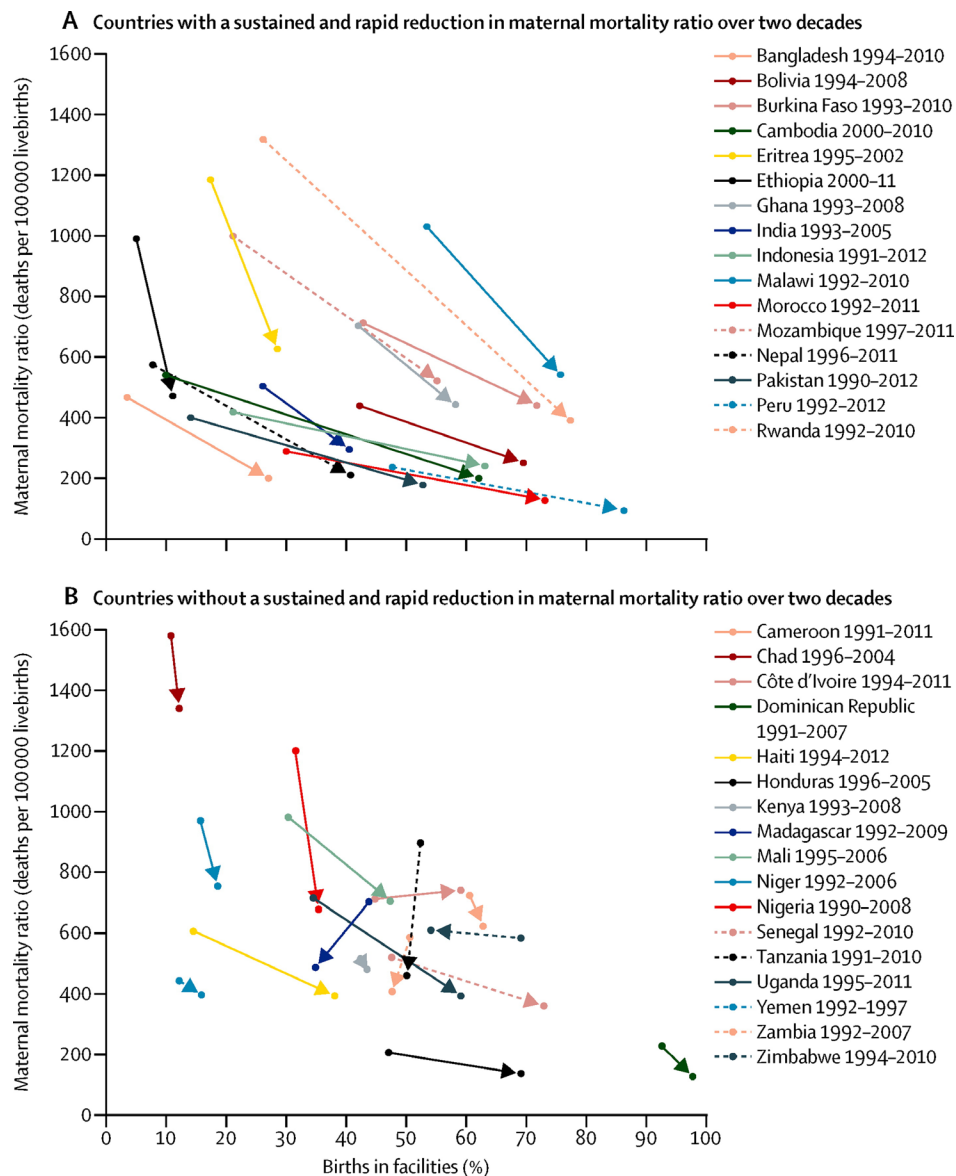 A Countries with a sustained and rapid reduction in maternal mortality ratio over two decades
Maternal mortality ratio (deaths per 100 000 livebirths)
1600
1400
1200
1000
800
600
400
200
0
Bangladesh 1994–2010
Bolivia 1994–2008
Burkina Faso 1993–2010
Cambodia 2000–2010
Eritrea 1995–2002
Ethiopia 2000–11
Ghana 1993–2008
India 1993–2005
Indonesia 1991–2012
Malawi 1992–2010
Morocco 1992–2011
Mozambique 1997–2011
Nepal 1996–2011
Pakistan 1990–2012
Peru 1992–2012
Rwanda 1992–2010
B Countries without a sustained and rapid reduction in maternal mortality ratio over two decades
Maternal mortality ratio (deaths per 100 000 livebirths)
1600
1400
1200
1000
800
600
400
200
0
0 10 20 30 40 50 60 70 80 90 100
Births in facilities (%)
Cameroon 1991–2011
Chad 1996–2004
Côte d'Ivoire 1994–2011
Dominican Republic
1991–2007
Haiti 1994–2012
Honduras 1996–2005
Kenya 1993–2008
Madagascar 1992–2009
Mali 1995–2006
Niger 1992–2006
Nigeria 1990–2008
Senegal 1992–2010
Tanzania 1991–2010
Uganda 1995–2011
Yemen 1992–1997
Zambia 1992–2007
Zimbabwe 1994–2010